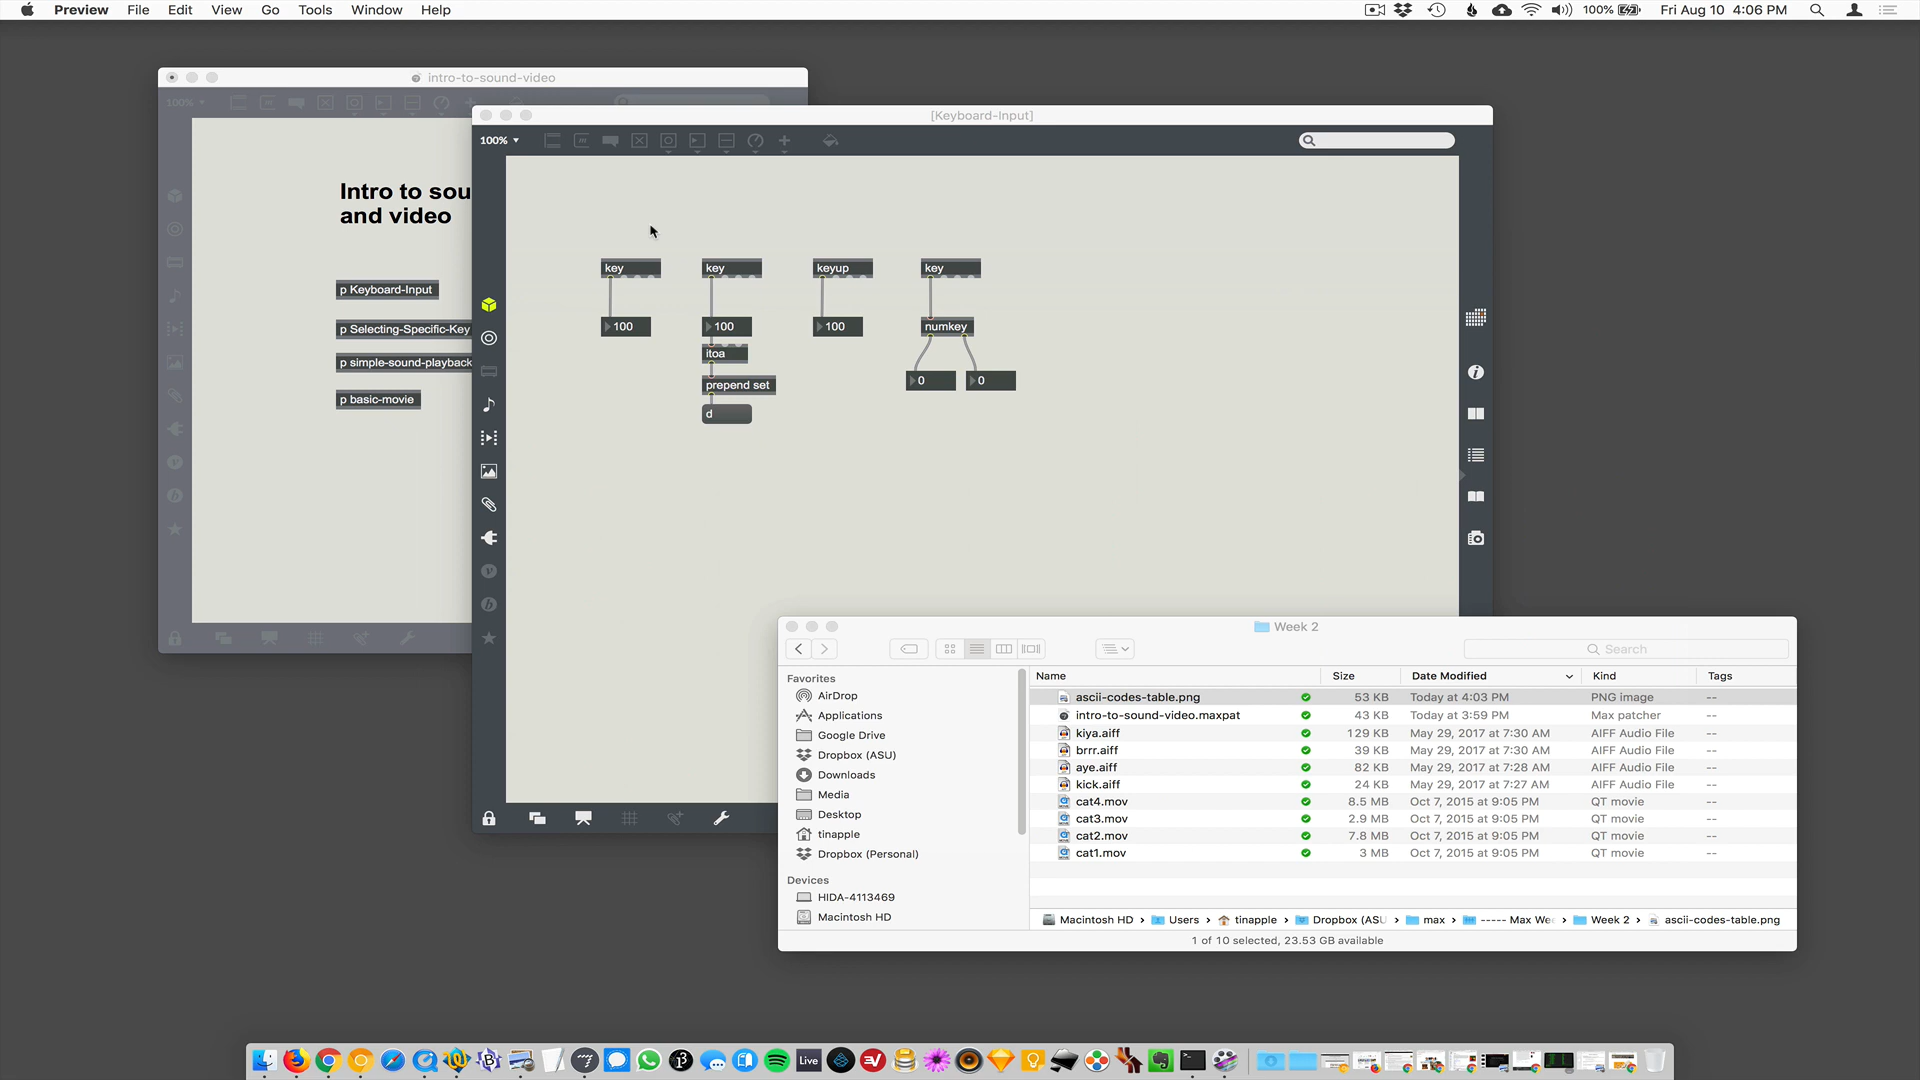 Preview File Edit View Go Tools Window Help
100% Fri Aug 10 4:06 PM
intro-to-sound-video
100%
Intro to sou
and video
p Keyboard-Input
p Selecting-Specific-Key
p simple-sound-playback
p basic-movie
[Keyboard-Input]
100%
key key keyup key
100 100 100 numkey
itoa
prepend set
0 0
d
Week 2
Search
Favorites
AirDrop
Applications
Google Drive
Dropbox (ASU)
Downloads
Media
Desktop
tinapple
Dropbox (Personal)
Devices
HIDA-4113469
Macintosh HD
Name Size Date Modified Kind Tags
ascii-codes-table.png 53 KB Today at 4:03 PM PNG image --
intro-to-sound-video.maxpat 43 KB Today at 3:59 PM Max patcher --
kiya.aiff 129 KB May 29, 2017 at 7:30 AM AIFF Audio File --
brrr.aiff 39 KB May 29, 2017 at 7:30 AM AIFF Audio File --
aye.aiff 82 KB May 29, 2017 at 7:28 AM AIFF Audio File --
kick.aiff 24 KB May 29, 2017 at 7:27 AM AIFF Audio File --
cat4.mov 8.5 MB Oct 7, 2015 at 9:05 PM QT movie --
cat3.mov 2.9 MB Oct 7, 2015 at 9:05 PM QT movie --
cat2.mov 7.8 MB Oct 7, 2015 at 9:05 PM QT movie --
cat1.mov 3 MB Oct 7, 2015 at 9:05 PM QT movie --
Macintosh HD › Users › tinapple › Dropbox (ASU › max › ----- Max We › Week 2 › ascii-codes-table.png
1 of 10 selected, 23.53 GB available
Live